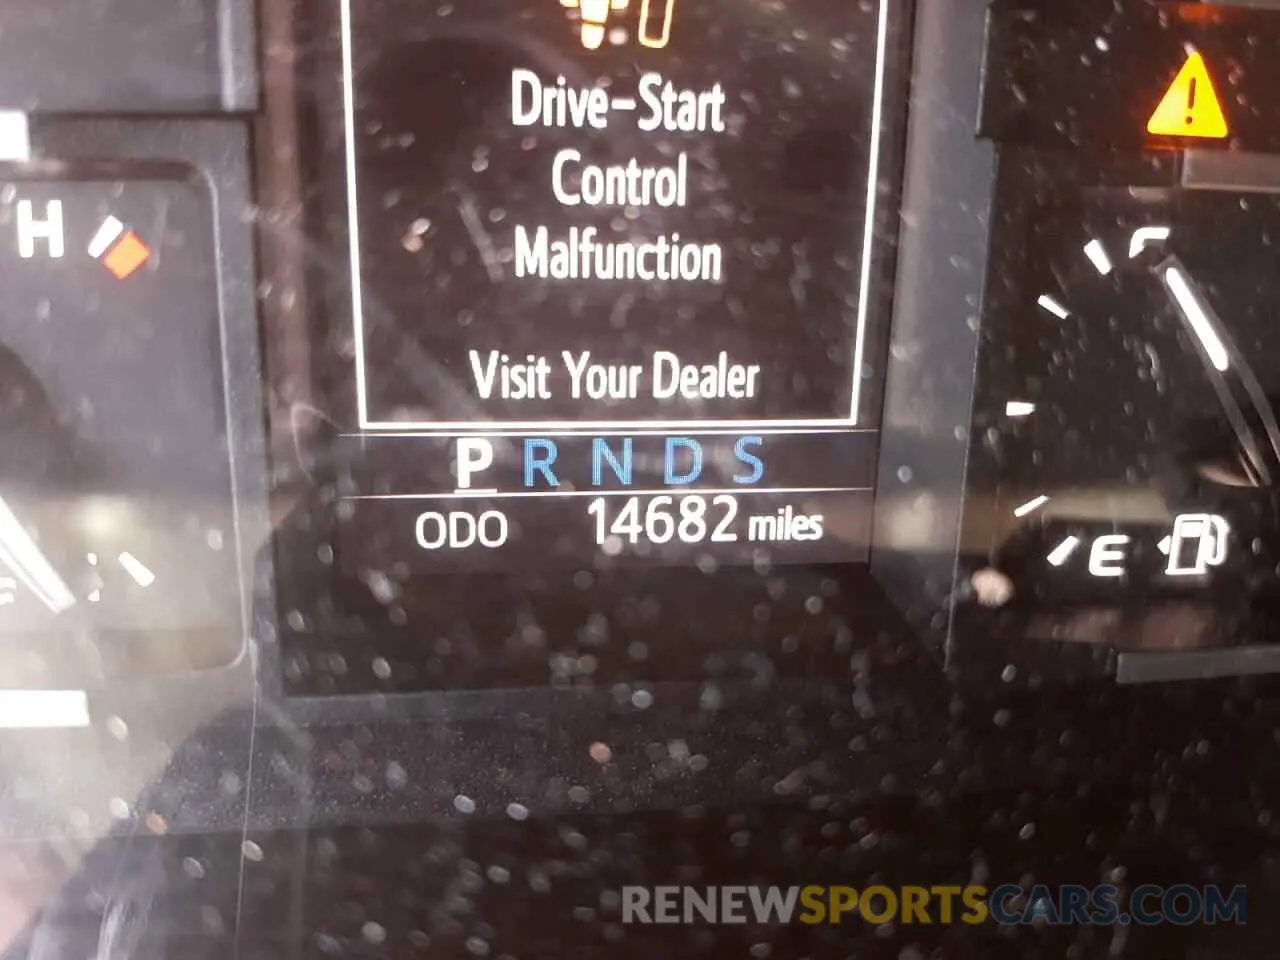 Drive-Start
Control
Malfunction
Visit Your Dealer
H
P R N D S
ODO 14682 miles
E
RENEWSPORTSCARS.COM